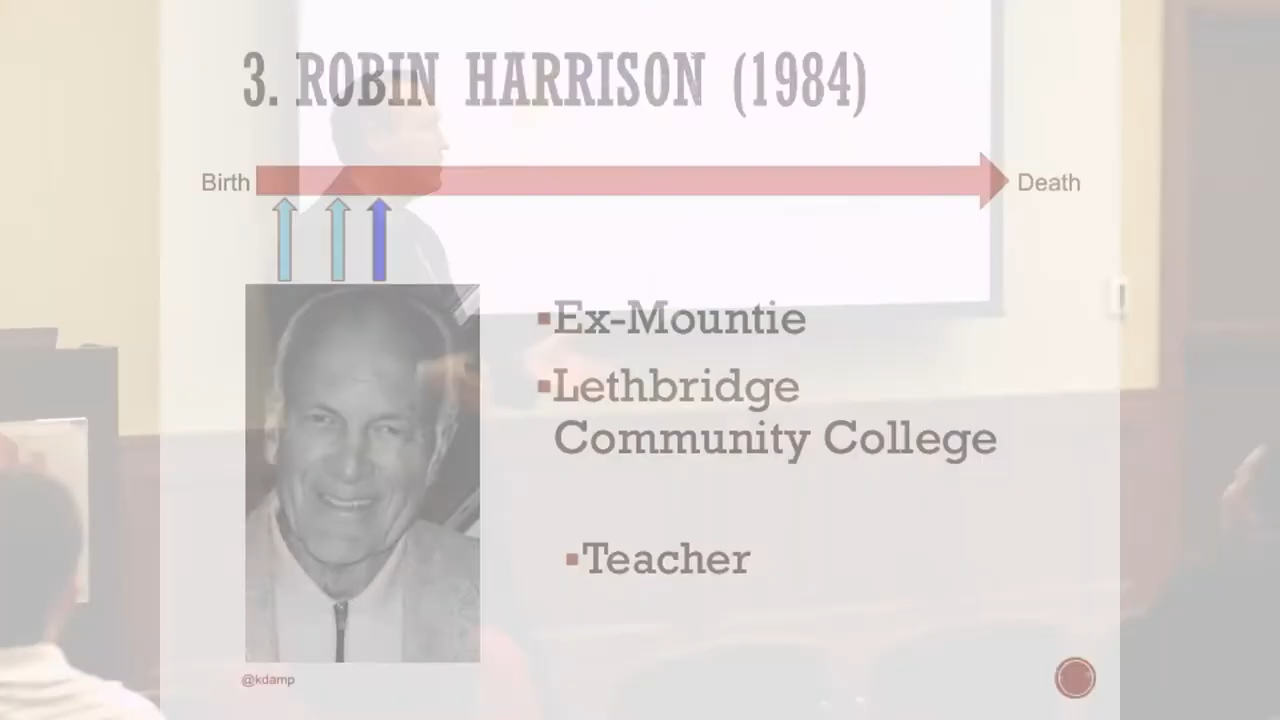 3. ROBIN HARRISON (1984)
Birth
Death
▪Ex-Mountie
▪Lethbridge
Community College
▪Teacher
@kdamp